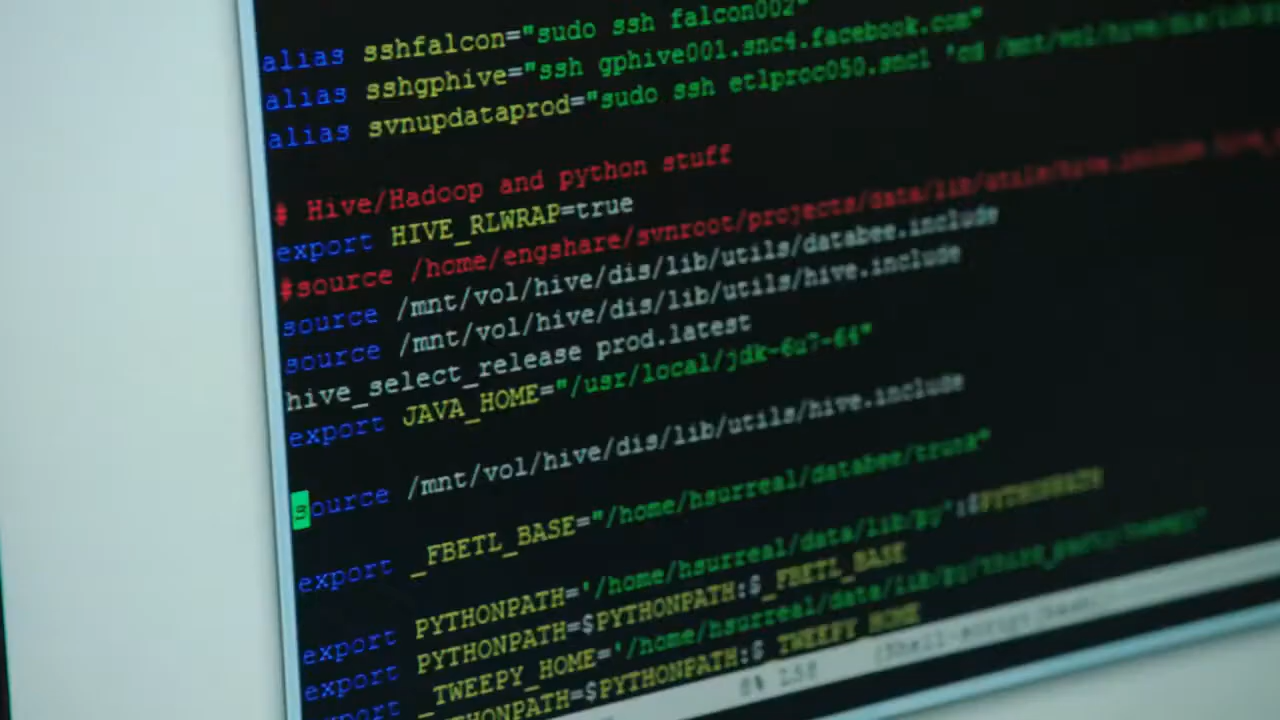 alias sshfalcon="sudo ssh falcon002"
alias sshgphive="ssh gphive001.snc4.facebook.com"
alias svnupdataprod="sudo ssh etlproc050.snc1 'cd /mnt/vol/hive/dis/lib/
# Hive/Hadoop and python stuff
export HIVE_RLWRAP=true
#source /home/engshare/svnroot/projects/data/lib/utils/hive.include
source /mnt/vol/hive/dis/lib/utils/databee.include
source /mnt/vol/hive/dis/lib/utils/hive.include
hive_select_release prod.latest
export JAVA_HOME="/usr/local/jdk-6u7-64"
source /mnt/vol/hive/dis/lib/utils/hive.include
export _FBETL_BASE="/home/hsurreal/databee/trunk"
export PYTHONPATH='/home/hsurreal/data/lib/py':$PYTHONPATH
export PYTHONPATH=$PYTHONPATH:$_FBETL_BASE
export _TWEEPY_HOME='/home/hsurreal/data/lib/py/third_party/tweepy'
export PYTHONPATH=$PYTHONPATH:$_TWEEPY_HOME